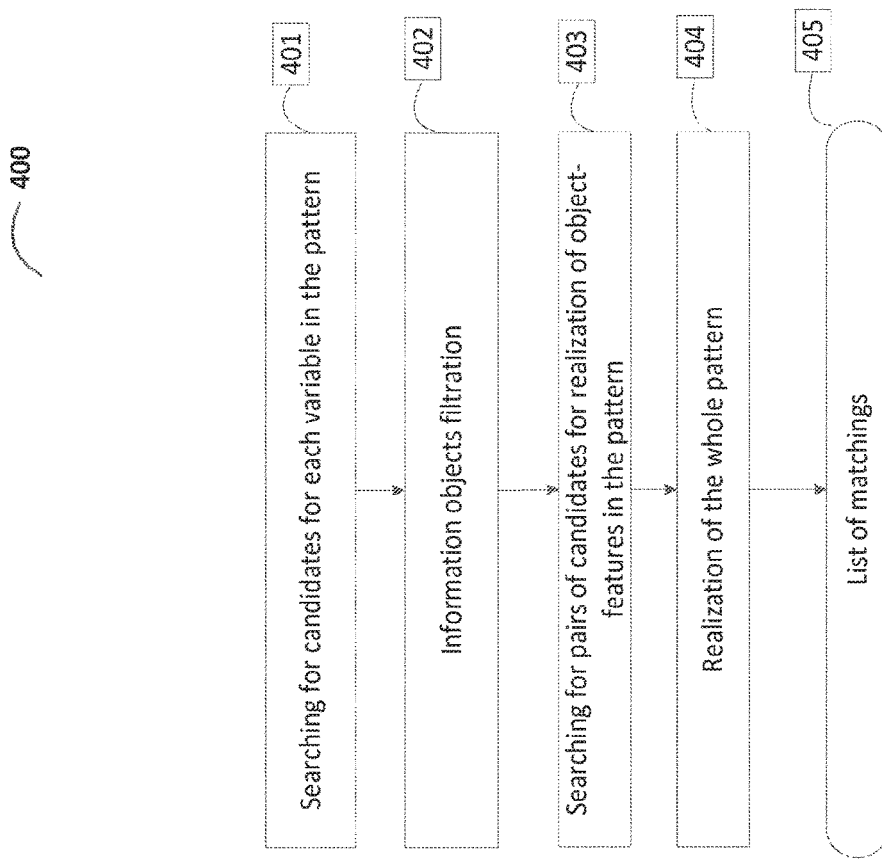 400
401
Searching for candidates for each variable in the pattern
402
Information objects filtration
403
Searching for pairs of candidates for realization of object-
features in the pattern
404
Realization of the whole pattern
405
List of matchings